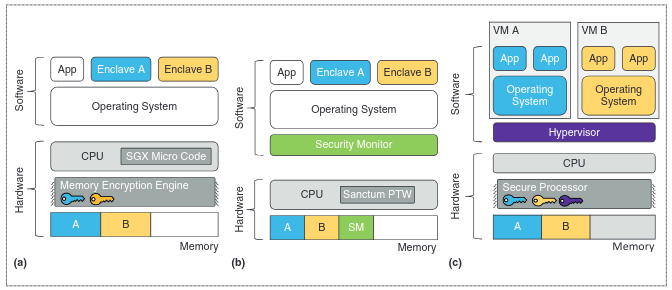 Software
App
Enclave A
Enclave B
Operating System
Hardware
CPU
SGX Micro Code
Memory Encryption Engine
A
B
Memory
(a)
Software
App
Enclave A
Enclave B
Operating System
Security Monitor
Hardware
CPU
Sanctum PTW
A
B
SM
Memory
(b)
Software
VM A
App
App
Operating
System
VM B
App
App
Operating
System
Hypervisor
Hardware
CPU
Secure Processor
A
B
Memory
(c)